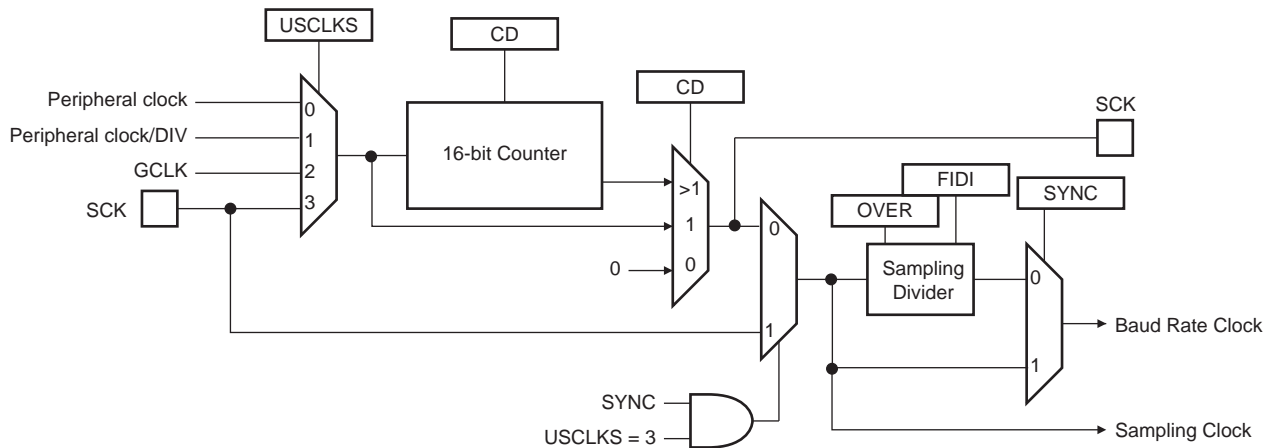 USCLKS
CD
CD
Peripheral clock
0
Peripheral clock/DIV
1
16-bit Counter
GCLK
2
SCK
3
>1
1
0
0
SCK
FIDI
OVER
SYNC
0
Sampling
Divider
0
1
1
Baud Rate Clock
SYNC
USCLKS = 3
Sampling Clock